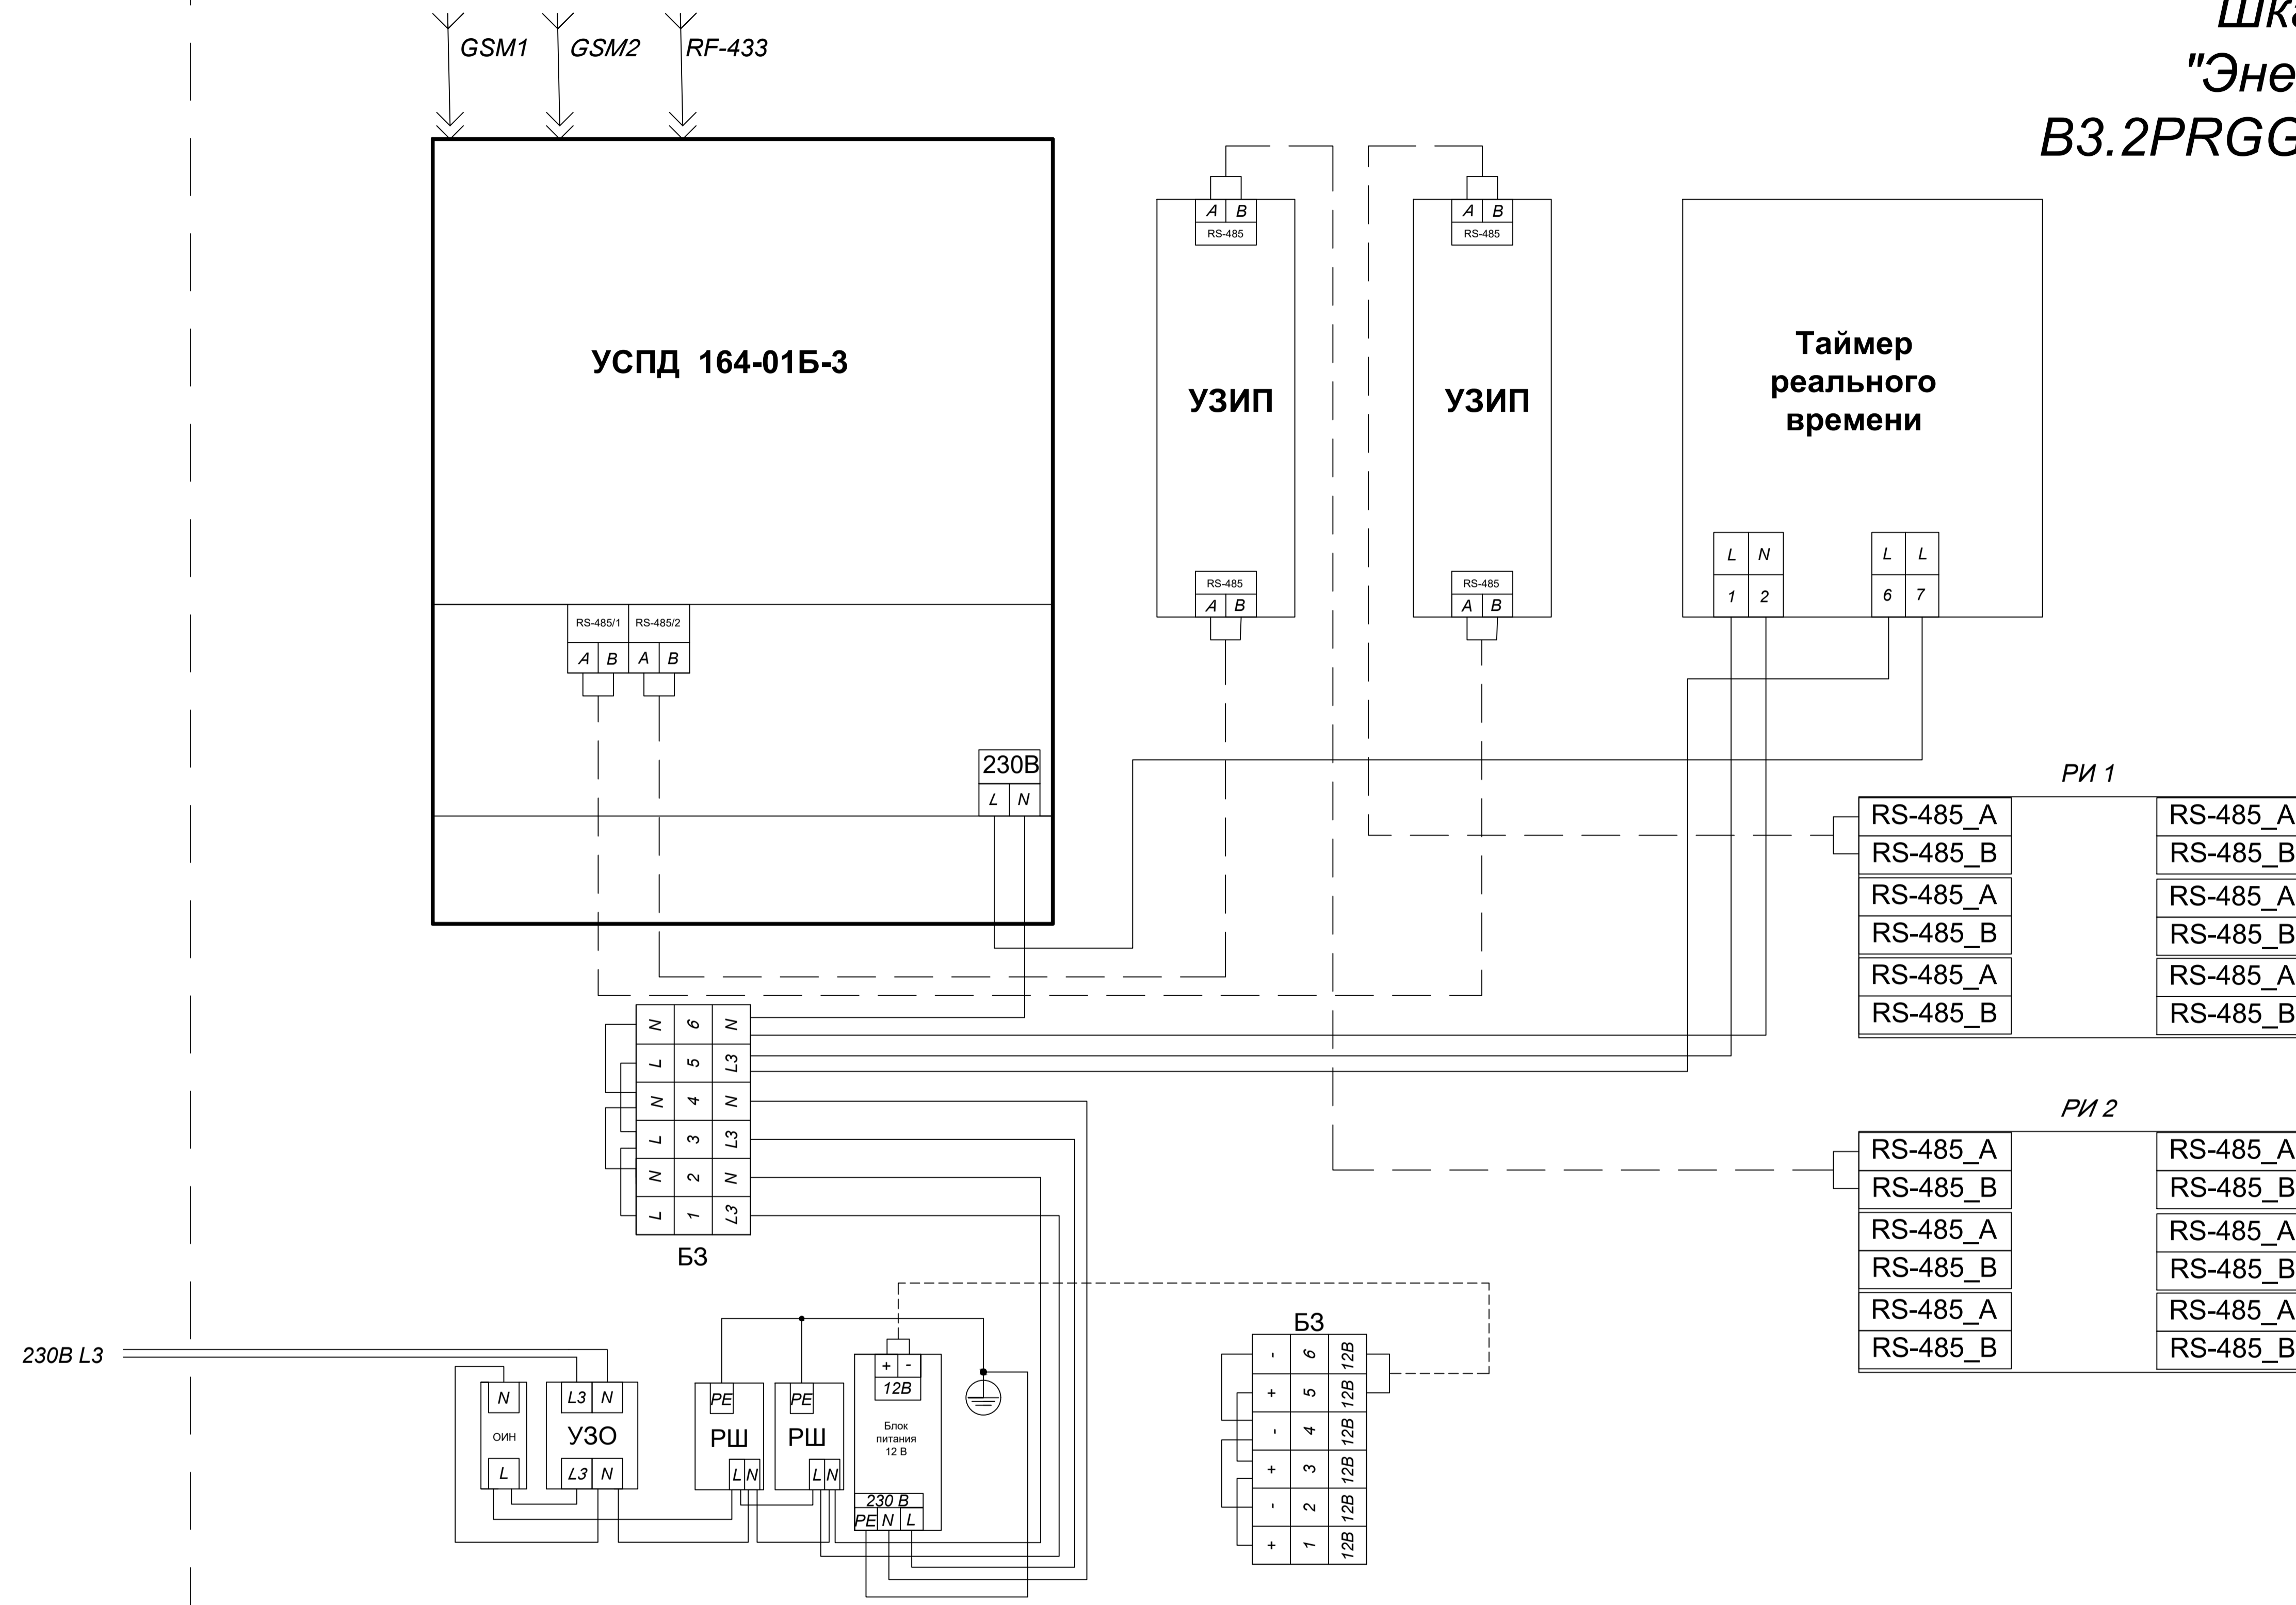 GSM1
GSM2
RF-433
"Эне
B3.2PRGG
УСПД 164-01Б-3
RS-485/1
RS-485/2
A B A B
230В
L N
A B
RS-485
УЗИП
RS-485
A B
A B
RS-485
УЗИП
RS-485
A B
Таймер
реального
времени
L N
1 2
L L
6 7
РИ 1
RS-485_A
RS-485_B
RS-485_A
RS-485_B
RS-485_A
RS-485_B
RS-485_A
RS-485_B
RS-485_A
RS-485_B
RS-485_A
RS-485_B
РИ 2
RS-485_A
RS-485_B
RS-485_A
RS-485_B
RS-485_A
RS-485_B
RS-485_A
RS-485_B
RS-485_A
RS-485_B
RS-485_A
RS-485_B
N 6 N
L 5 L3
N 4 N
L 3 L3
N 2 N
L 1 L3
БЗ
230В L3
N
ОИН
L
L3 N
УЗО
L3 N
PE
РШ
L N
PE
РШ
L N
+ -
12В
Блок
питания
12 В
230 В
PE N L
БЗ
- 6 12В
+ 5 12В
- 4 12В
+ 3 12В
- 2 12В
+ 1 12В